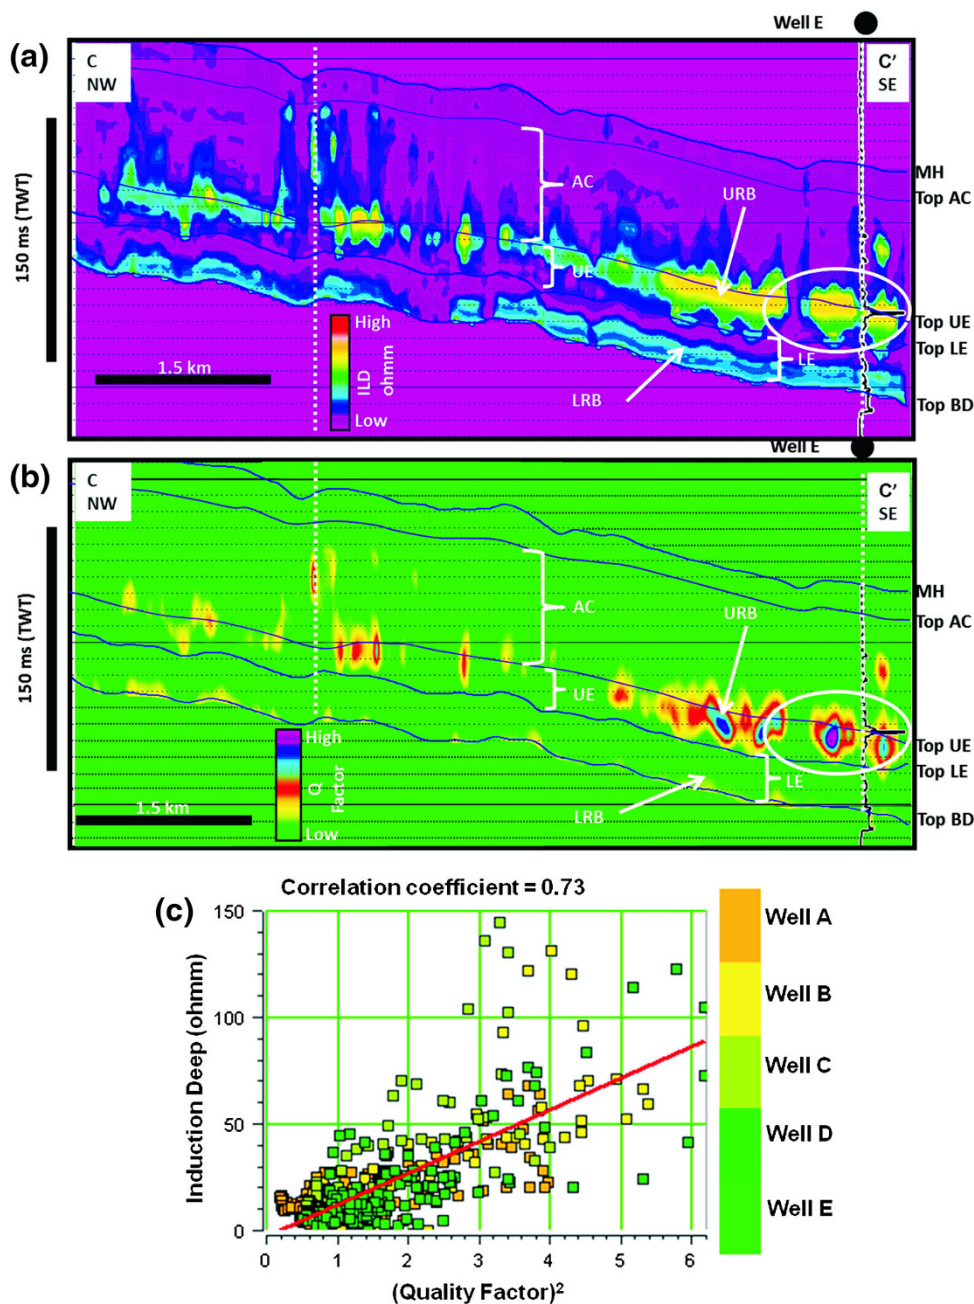 Well E
(a)
C
NW
C'
SE
150 ms (TWT)
AC
URB
UE
LE
LRB
MH
Top AC
Top UE
Top LE
Top BD
High
ILD
ohmm
Low
1.5 km
Well E
(b)
C
NW
C'
SE
150 ms (TWT)
AC
URB
UE
LE
LRB
MH
Top AC
Top UE
Top LE
Top BD
High
Q
Factor
Low
1.5 km
Correlation coefficient = 0.73
(c)
150
100
50
0
Induction Deep (ohmm)
0 1 2 3 4 5 6
(Quality Factor)²
Well A
Well B
Well C
Well D
Well E